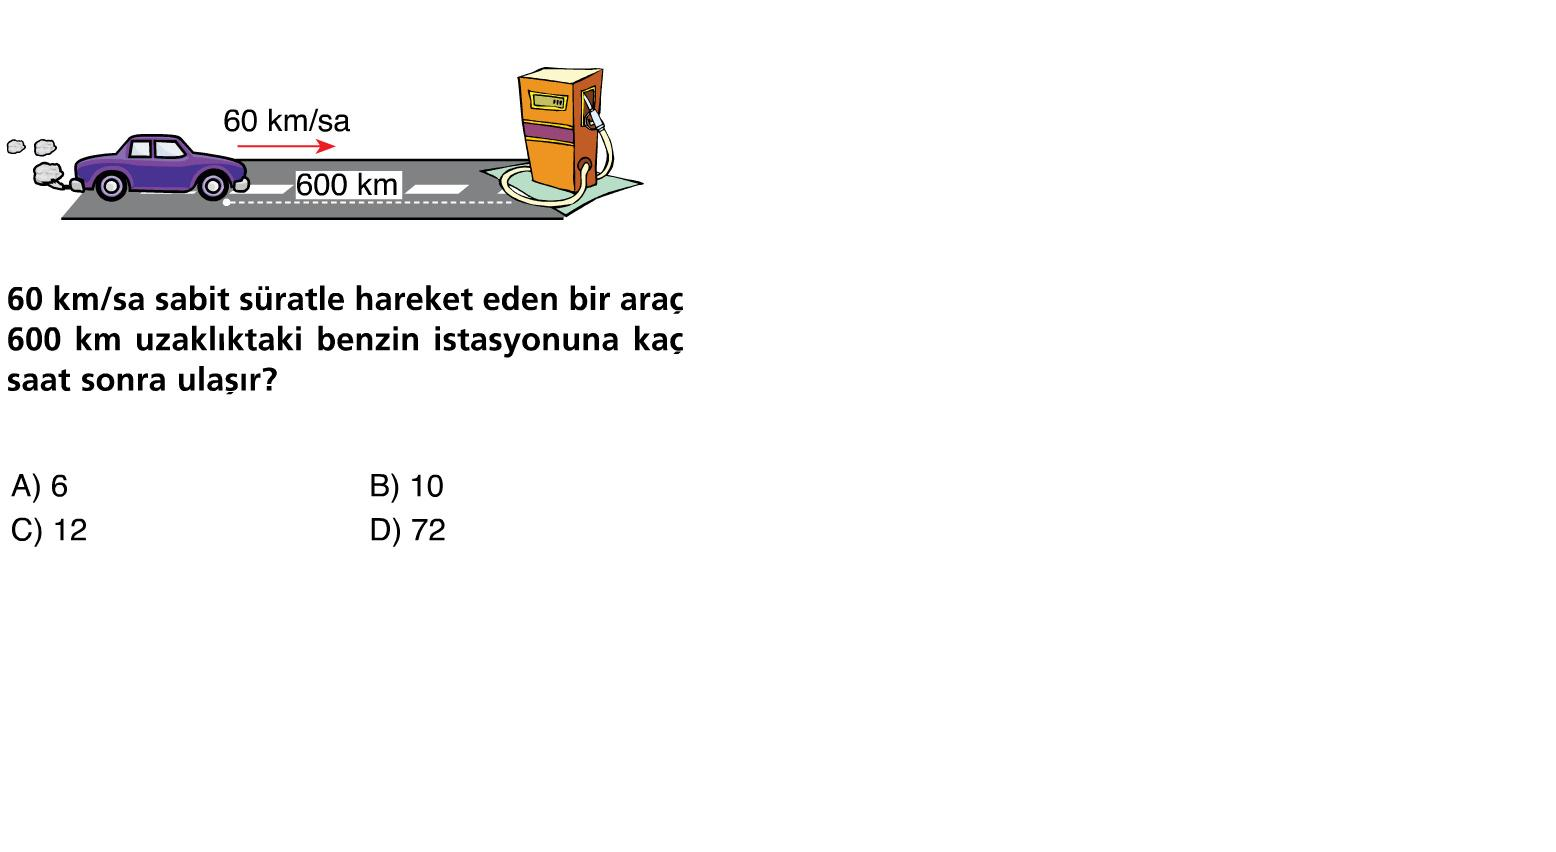 60 km/sa
600 km
60 km/sa sabit süratle hareket eden bir araç
600 km uzaklıktaki benzin istasyonuna kaç
saat sonra ulaşır?
A) 6
B) 10
C) 12
D) 72